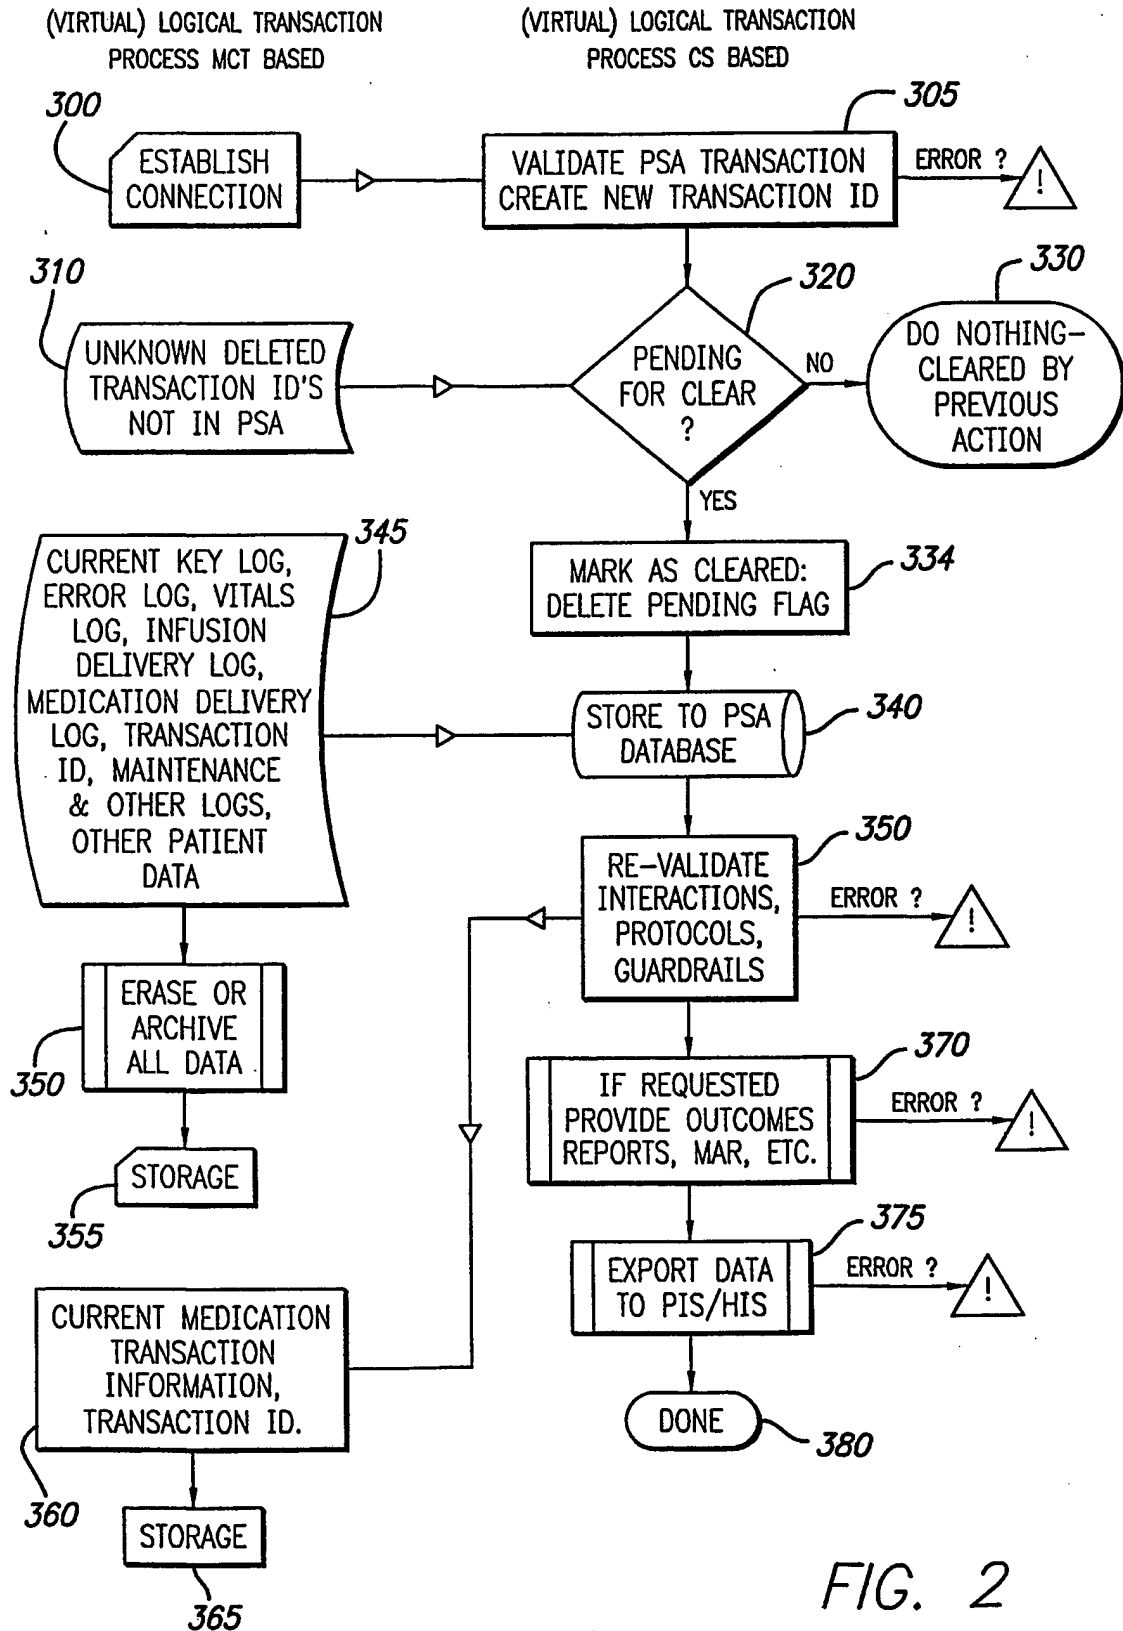 (VIRTUAL) LOGICAL TRANSACTION
PROCESS MCT BASED
(VIRTUAL) LOGICAL TRANSACTION
PROCESS CS BASED
300
ESTABLISH
CONNECTION
305
VALIDATE PSA TRANSACTION
CREATE NEW TRANSACTION ID
ERROR ?
!
310
UNKNOWN DELETED
TRANSACTION ID'S
NOT IN PSA
320
PENDING
FOR CLEAR
?
NO
330
DO NOTHING-
CLEARED BY
PREVIOUS
ACTION
YES
334
MARK AS CLEARED:
DELETE PENDING FLAG
345
CURRENT KEY LOG,
ERROR LOG, VITALS
LOG, INFUSION
DELIVERY LOG,
MEDICATION DELIVERY
LOG, TRANSACTION
ID, MAINTENANCE
& OTHER LOGS,
OTHER PATIENT
DATA
340
STORE TO PSA
DATABASE
350
RE-VALIDATE
INTERACTIONS,
PROTOCOLS,
GUARDRAILS
ERROR ?
!
350
ERASE OR
ARCHIVE
ALL DATA
370
IF REQUESTED
PROVIDE OUTCOMES
REPORTS, MAR, ETC.
ERROR ?
!
STORAGE
355
375
EXPORT DATA
TO PIS/HIS
ERROR ?
!
CURRENT MEDICATION
TRANSACTION
INFORMATION,
TRANSACTION ID.
360
DONE
380
STORAGE
365
FIG. 2